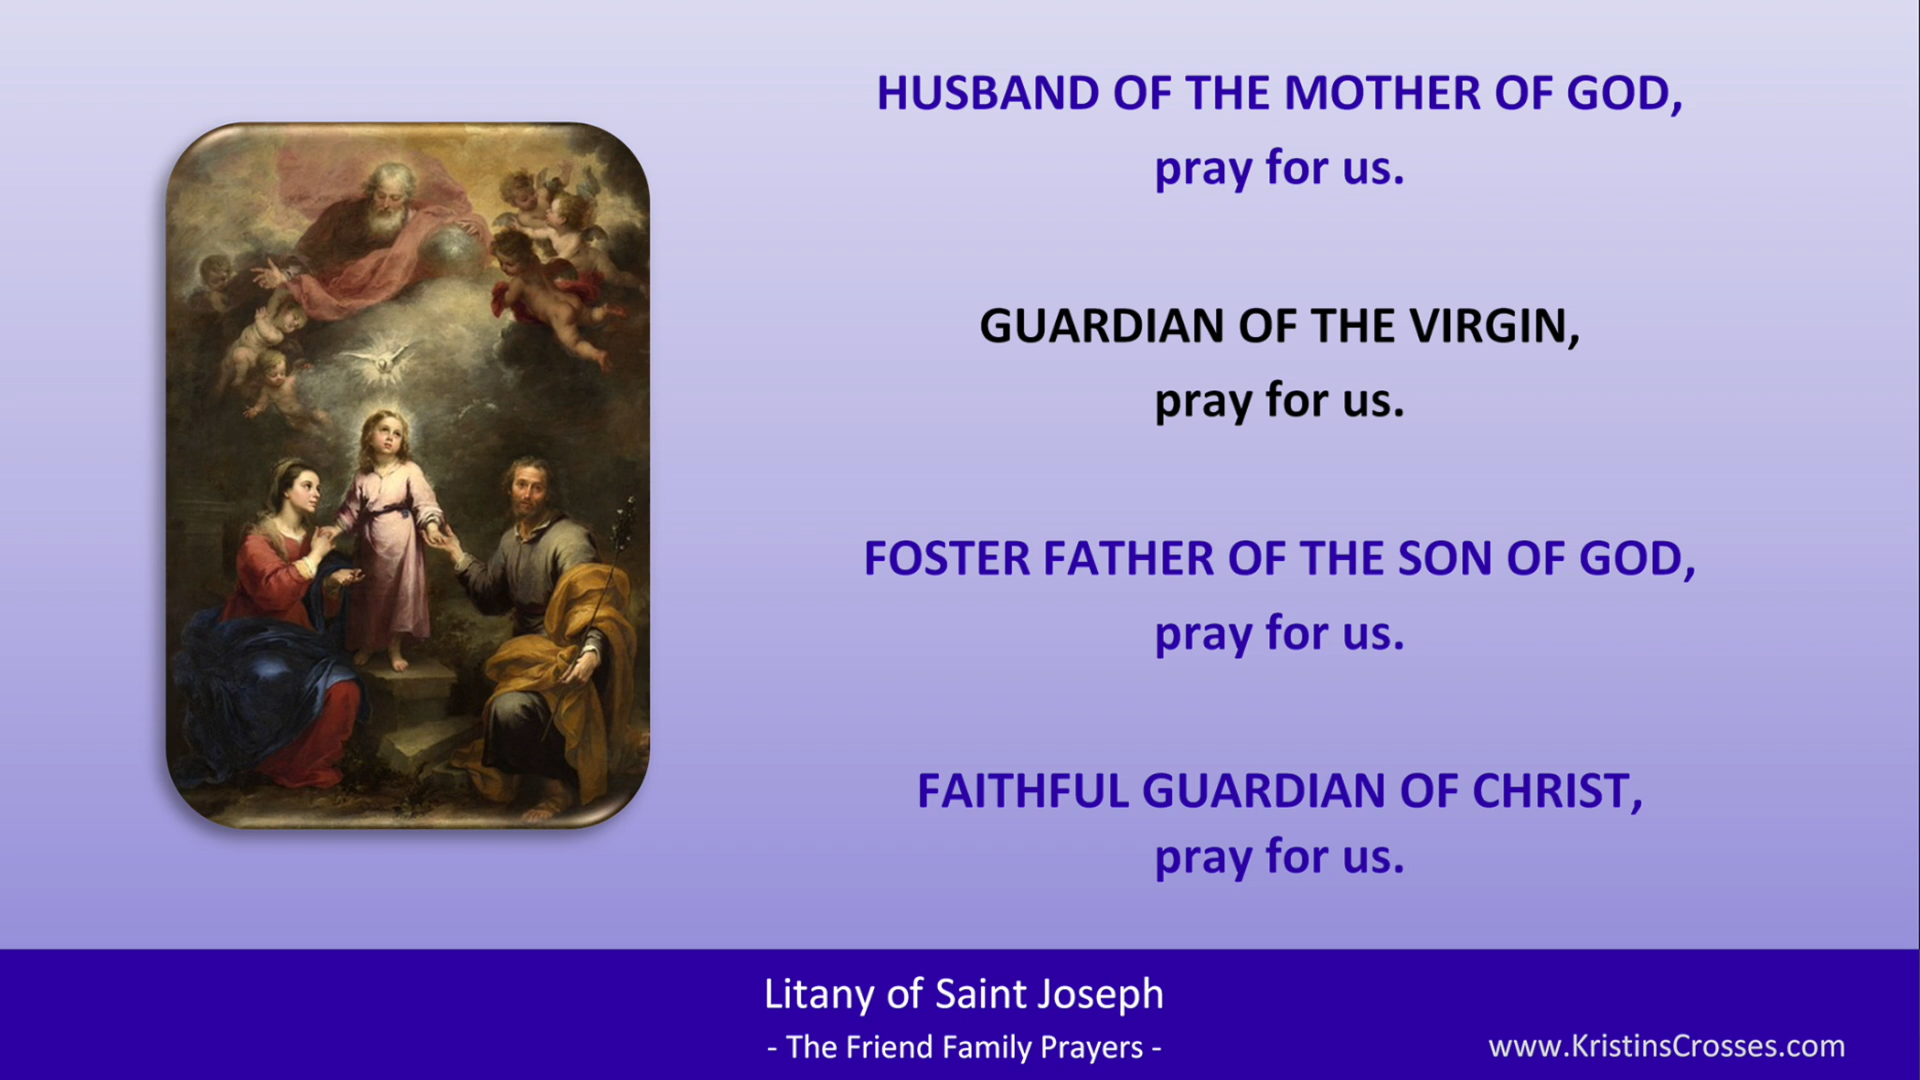 HUSBAND OF THE MOTHER OF GOD,
pray for us.
GUARDIAN OF THE VIRGIN,
pray for us.
FOSTER FATHER OF THE SON OF GOD,
pray for us.
FAITHFUL GUARDIAN OF CHRIST,
pray for us.
Litany of Saint Joseph
- The Friend Family Prayers -
www.KristinsCrosses.com